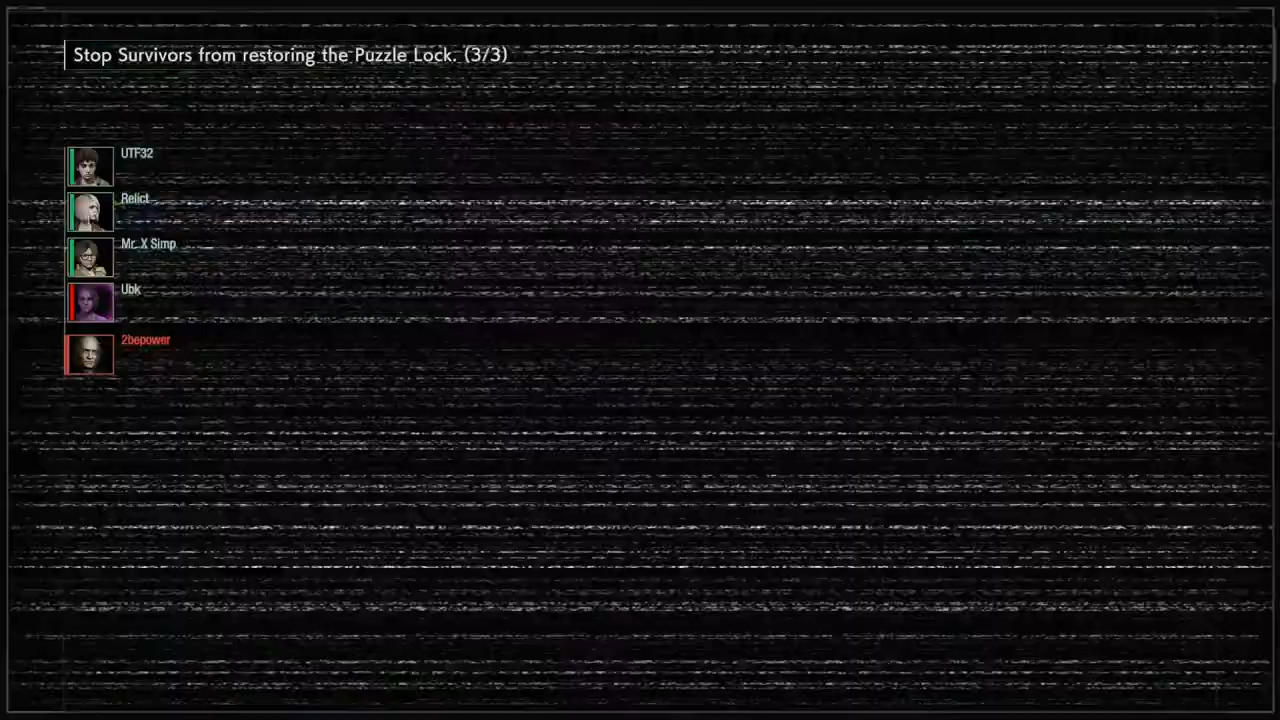 Stop Survivors from restoring the Puzzle Lock. (3/3)
UTF32
Relict
Mr. X Simp
Ubk
2bepower